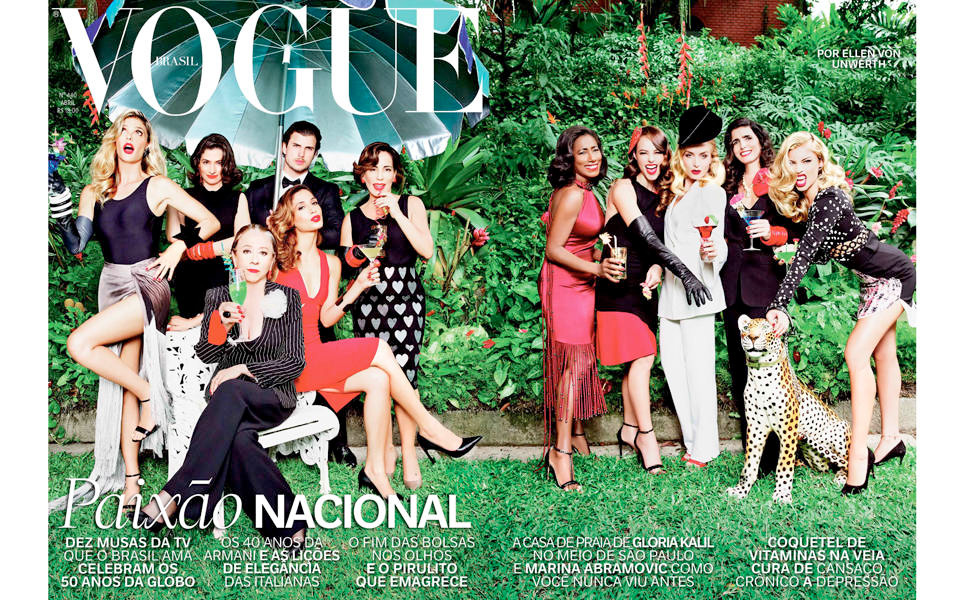 VOGUE
BRASIL
Nº 440
ABRIL
POR ELLEN VON
UNWERTH
Paixão NACIONAL
DEZ MUSAS DA TV
QUE O BRASIL AMA
CELEBRAM OS
50 ANOS DA GLOBO
OS 40 ANOS DA
ARMANI E AS LIÇÕES
DE ELEGÂNCIA
DAS ITALIANAS
O FIM DAS BOLSAS
NOS OLHOS
E O PIRULITO
QUE EMAGRECE
A CASA DE PRAIA DE GLORIA KALIL
NO MEIO DE SÃO PAULO
E MARINA ABRAMOVIC COMO
VOCÊ NUNCA VIU ANTES
COQUETEL DE
VITAMINAS NA VEIA
CURA DE CANSAÇO
CRÔNICO A DEPRESSÃO